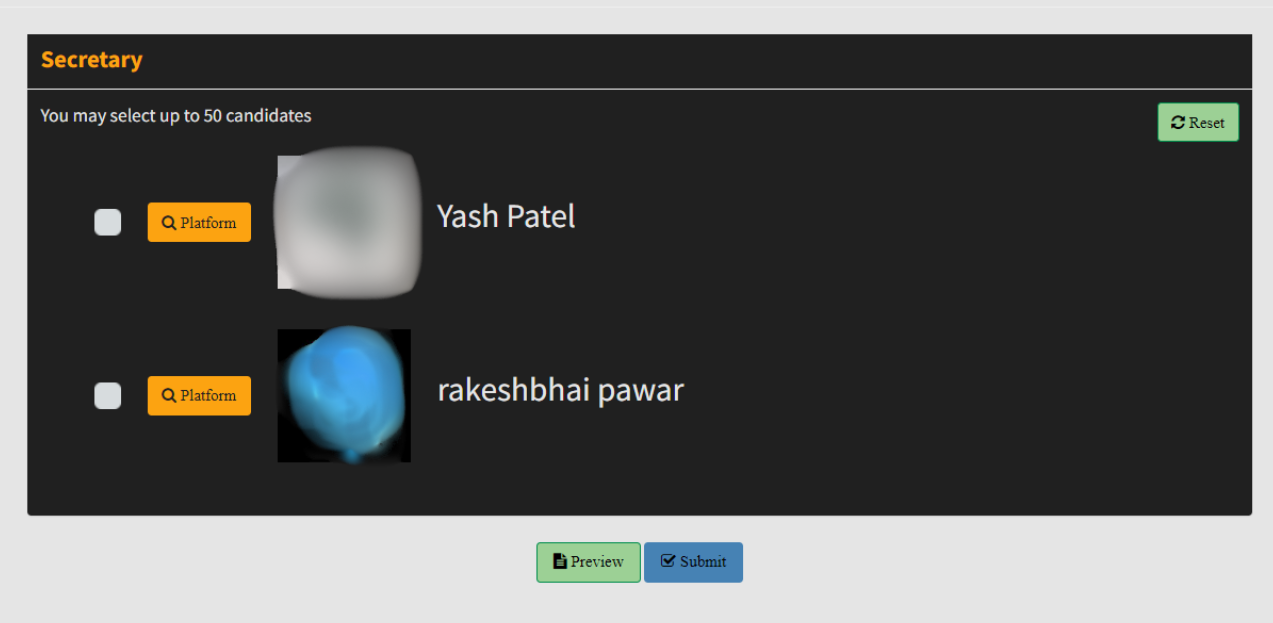 Secretary
You may select up to 50 candidates
Reset
Platform
Yash Patel
Platform
rakeshbhai pawar
Preview
Submit